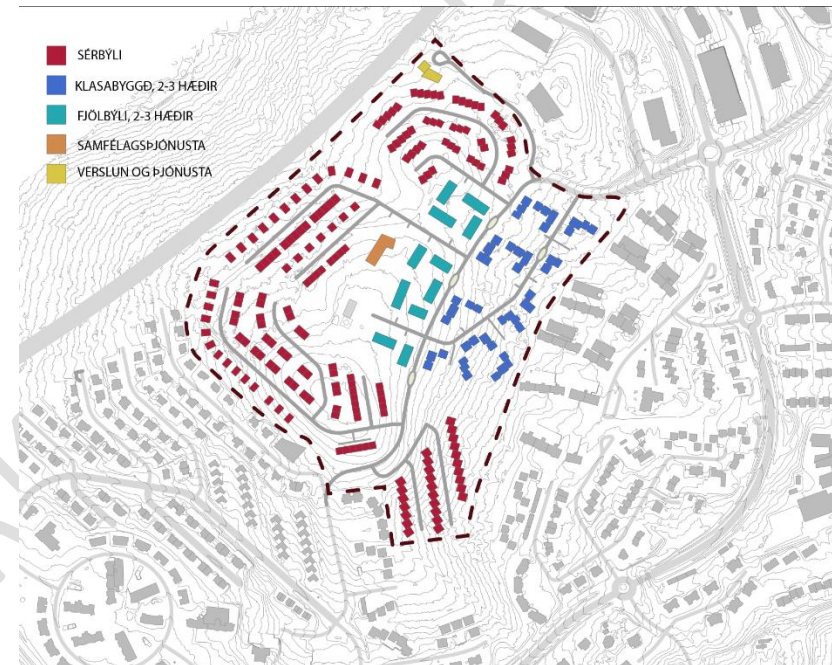 SÉRBÝLI
KLASABYGGÐ, 2-3 HÆÐIR
FJÖLBÝLI, 2-3 HÆÐIR
SAMFÉLAGSÞJÓNUSTA
VERSLUN OG ÞJÓNUSTA